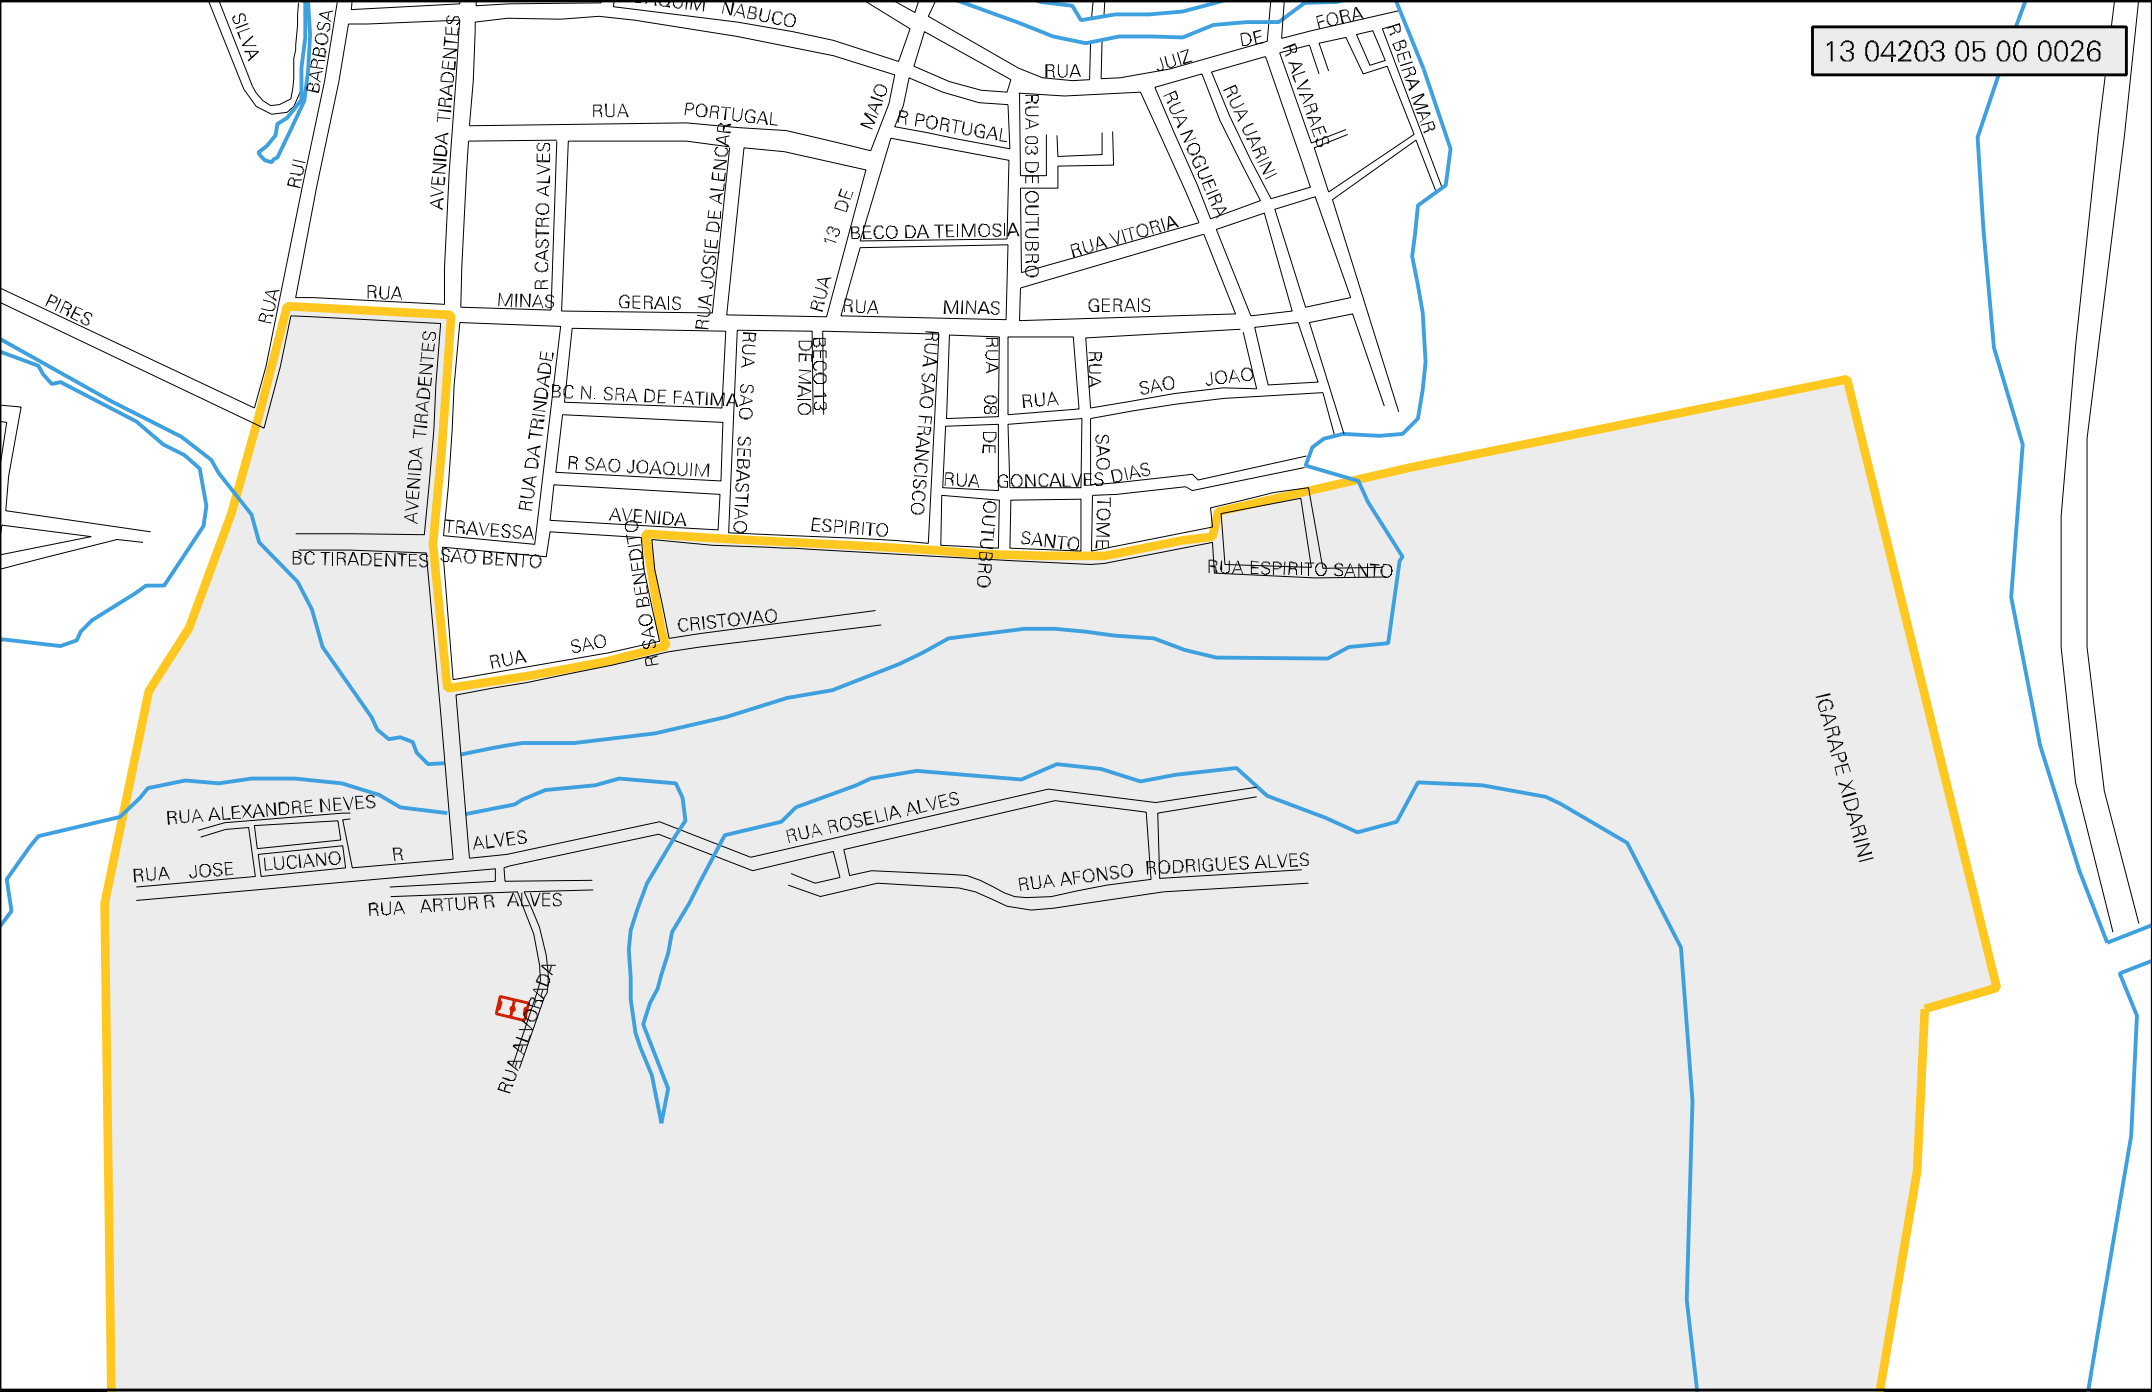 13 04203 05 00 0026
SILVA
RUA RUI BARBOSA
AVENIDA TIRADENTES
NABUCO
RUA JUIZ DE FORA
R BEIRA MAR
R ALVARAES
RUA UARINI
RUA NOGUEIRA
RUA PORTUGAL
R PORTUGAL
RUA 13 DE MAIO
RUA 03 DE OUTUBRO
R CASTRO ALVES
RUA JOSE DE ALENCAR
BECO DA TEIMOSIA
RUA VITORIA
PIRES
RUA MINAS GERAIS
RUA MINAS GERAIS
AVENIDA TIRADENTES
RUA DA TRINDADE
BC N. SRA DE FATIMA
RUA SAO SEBASTIAO
BECO 13
DE MAIO
RUA SAO FRANCISCO
RUA 08 DE OUTUBRO
RUA SAO TOME
RUA SAO JOAO
R SAO JOAQUIM
RUA GONCALVES DIAS
AVENIDA ESPIRITO SANTO
TRAVESSA
SAO BENTO
BC TIRADENTES
R SAO BENEDITO
RUA ESPIRITO SANTO
RUA SAO CRISTOVAO
IGARAPE XIDARINI
RUA ALEXANDRE NEVES
RUA JOSE LUCIANO R ALVES
RUA ROSELIA ALVES
RUA AFONSO RODRIGUES ALVES
RUA ARTUR R ALVES
RUA ALVORADA